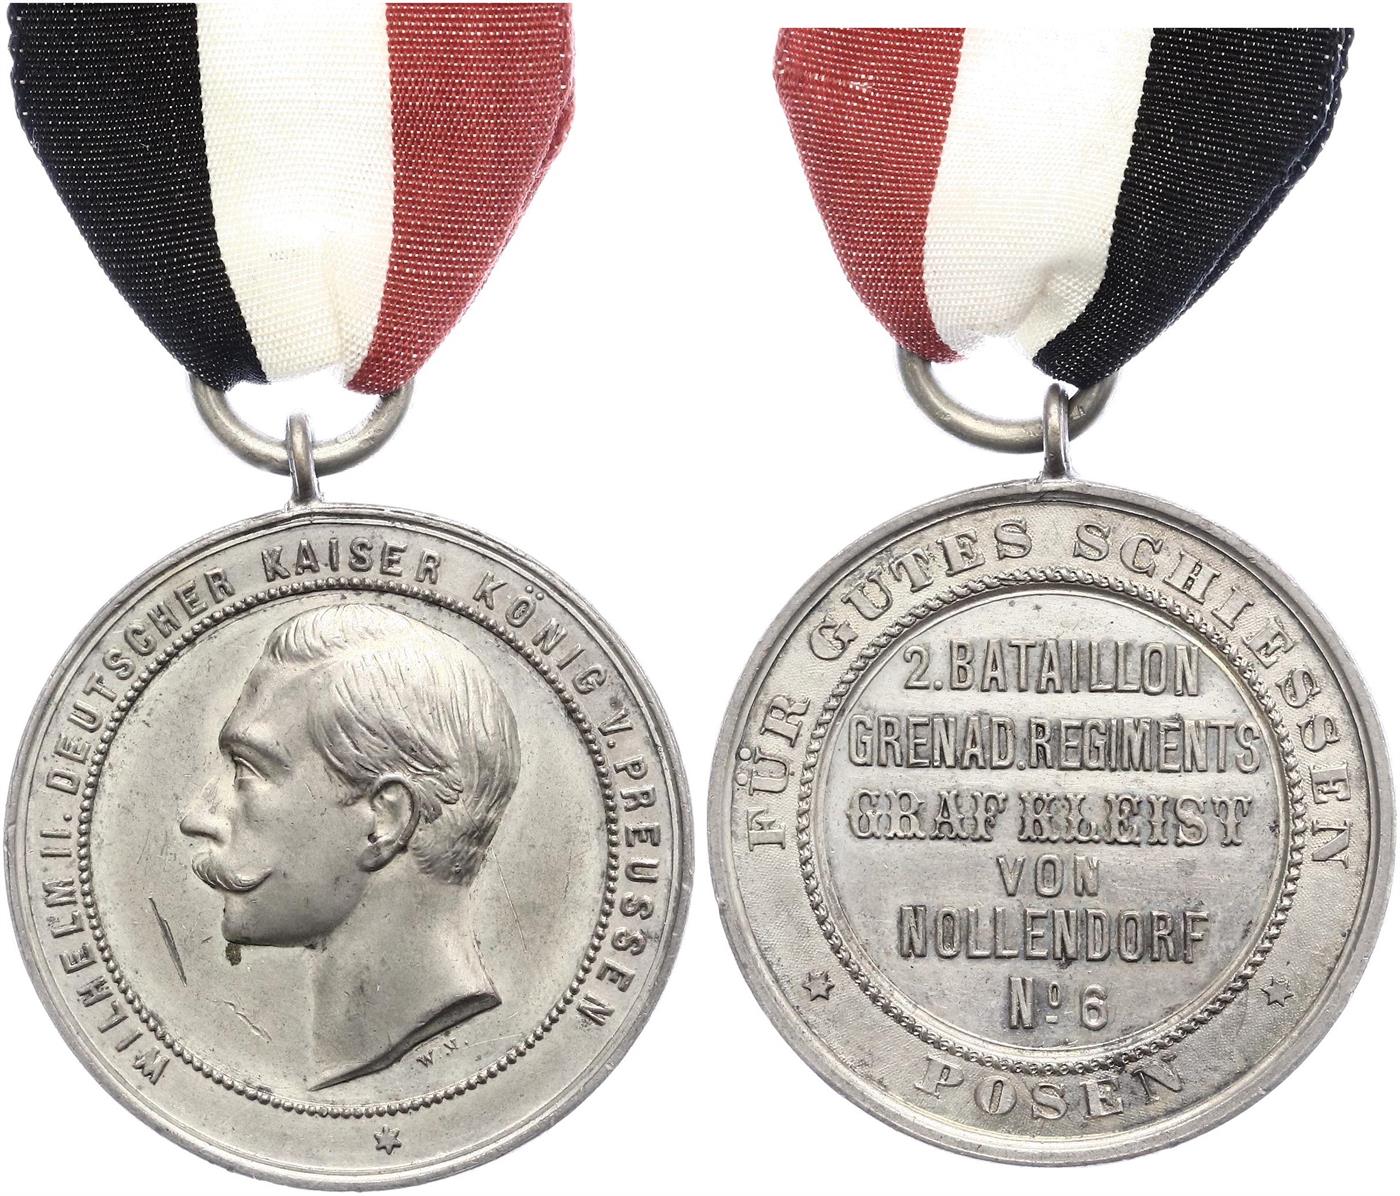 WILHELM II. DEUTSCHER KAISER KÖNIG V. PREUSSEN
W.V.
FÜR GUTES SCHIESSEN
2. BATAILLON
GRENAD. REGIMENTS
GRAF KLEIST
VON
NOLLENDORF
Nº 6
POSEN